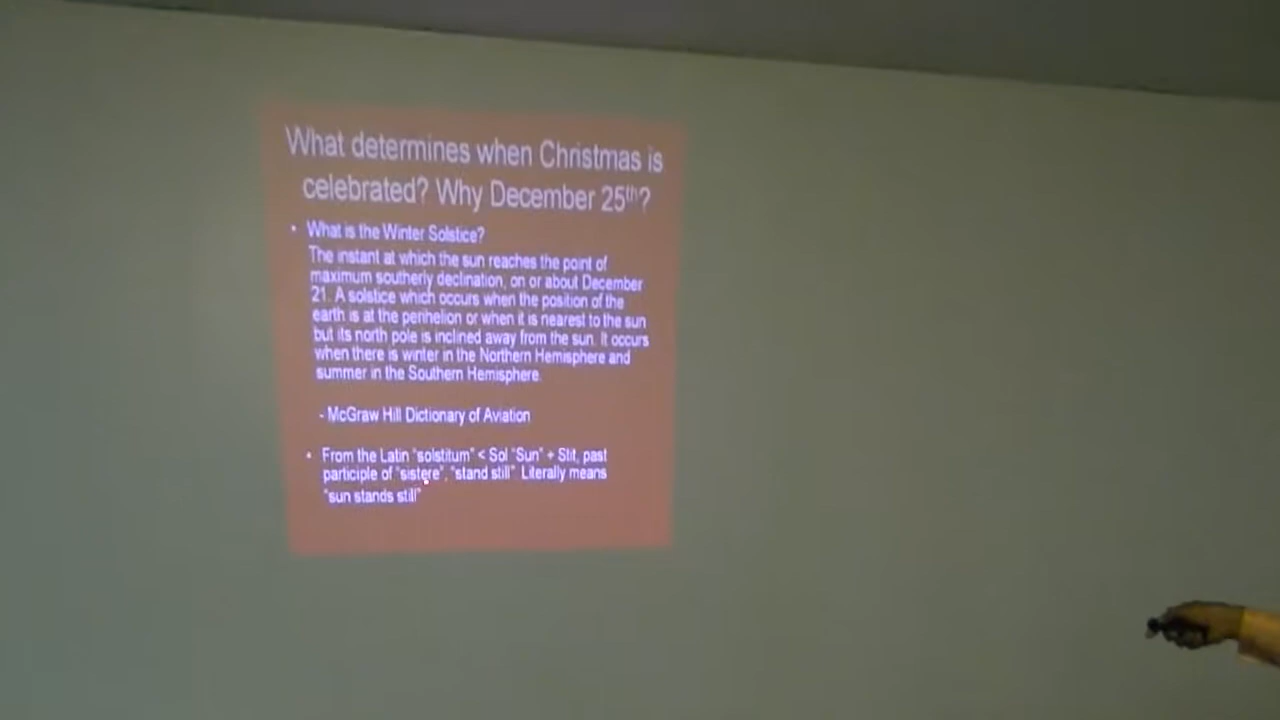 What determines when Christmas is
celebrated? Why December 25th?
• What is the Winter Solstice?
The instant at which the sun reaches the point of
maximum southerly declination, on or about December
21. A solstice which occurs when the position of the
earth is at the perihelion or when it is nearest to the sun
but its north pole is inclined away from the sun. It occurs
when there is winter in the Northern Hemisphere and
summer in the Southern Hemisphere.
- McGraw Hill Dictionary of Aviation
• From the Latin "solstitum" < Sol "Sun" + Stit, past
participle of "sistere", "stand still" Literally means
"sun stands still"